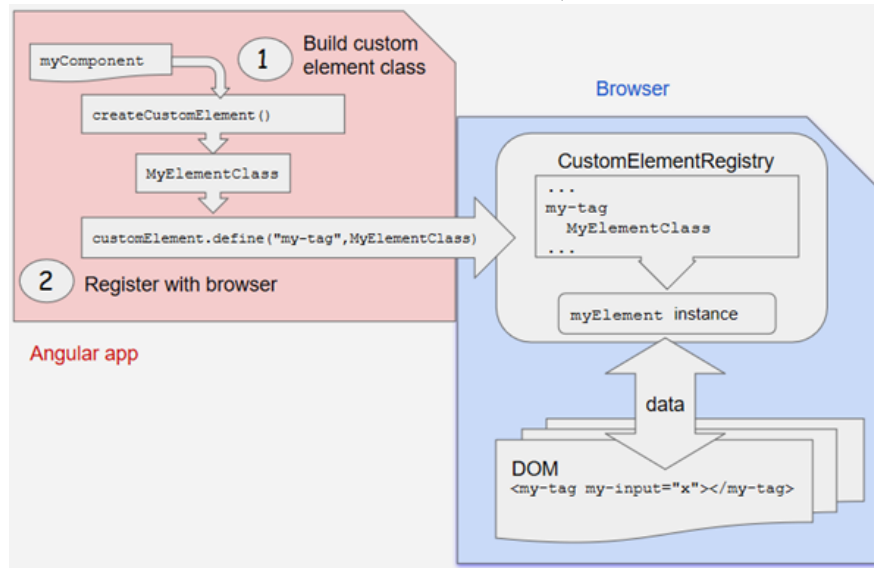 myComponent
1
Build custom
element class
createCustomElement()
MyElementClass
customElement.define("my-tag",MyElementClass)
2
Register with browser
Angular app
Browser
CustomElementRegistry
...
my-tag
MyElementClass
...
myElement instance
data
DOM
<my-tag my-input="x"></my-tag>